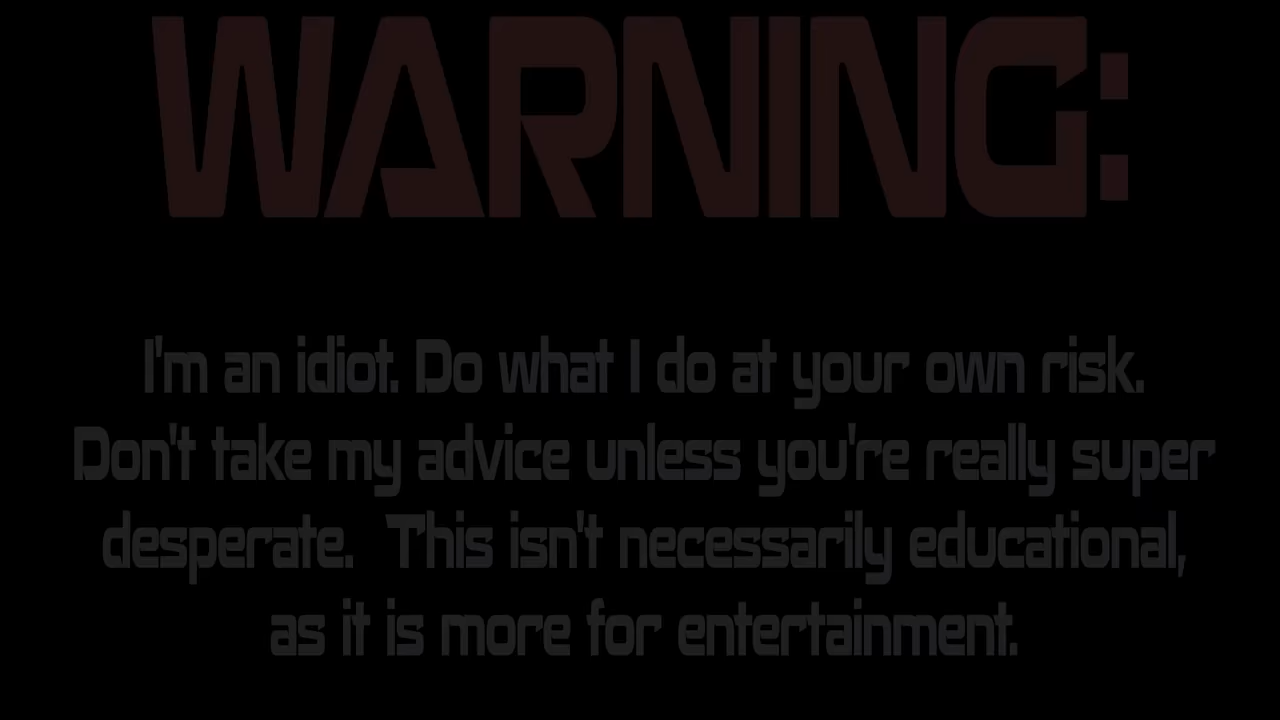 WARNING:
I'm an idiot. Do what I do at your own risk.
Don't take my advice unless you're really super
desperate.  This isn't necessarily educational,
as it is more for entertainment.